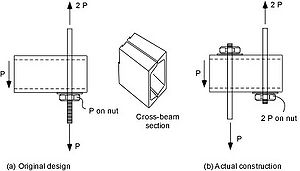 2 P
2 P
P
P
P on nut
Cross-beam
section
2 P on nut
P
P
(a) Original design
(b) Actual construction